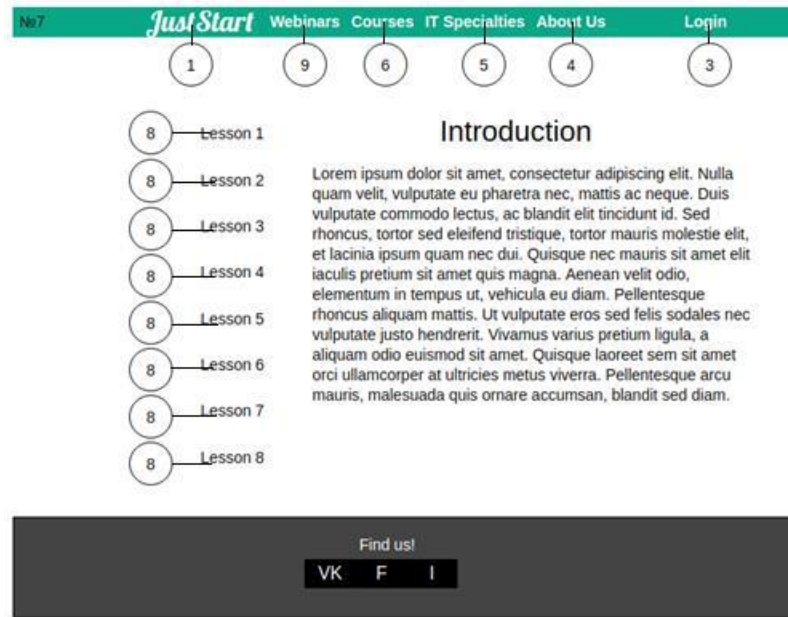 №7 JustStart Webinars Courses IT Specialties About Us Login
1 9 6 5 4 3
Introduction
8 Lesson 1
8 Lesson 2
8 Lesson 3
8 Lesson 4
8 Lesson 5
8 Lesson 6
8 Lesson 7
8 Lesson 8
Lorem ipsum dolor sit amet, consectetur adipiscing elit. Nulla
quam velit, vulputate eu pharetra nec, mattis ac neque. Duis
vulputate commodo lectus, ac blandit elit tincidunt id. Sed
rhoncus, tortor sed eleifend tristique, tortor mauris molestie elit,
et lacinia ipsum quam nec dui. Quisque nec mauris sit amet elit
iaculis pretium sit amet quis magna. Aenean velit odio,
elementum in tempus ut, vehicula eu diam. Pellentesque
rhoncus aliquam mattis. Ut vulputate eros sed felis sodales nec
vulputate justo hendrerit. Vivamus varius pretium ligula, a
aliquam odio euismod sit amet. Quisque laoreet sem sit amet
orci ullamcorper at ultricies metus viverra. Pellentesque arcu
mauris, malesuada quis ornare accumsan, blandit sed diam.
Find us!
VK F I